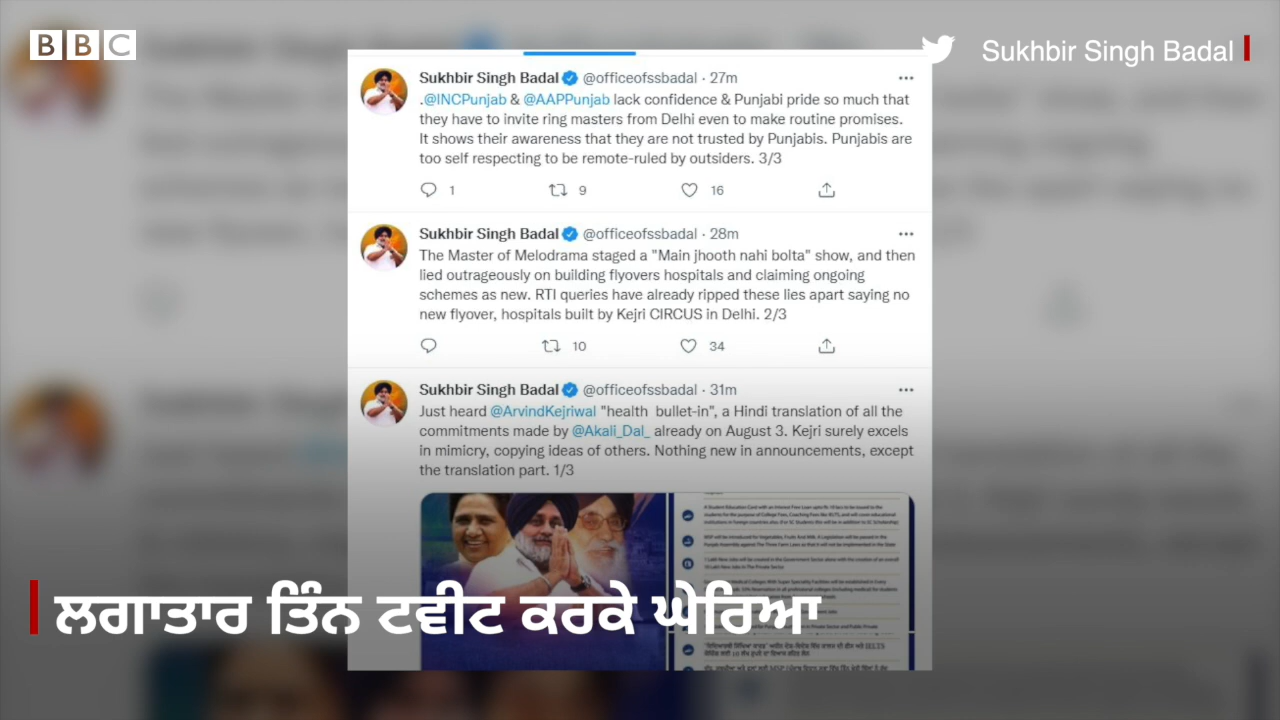 BBC
Sukhbir Singh Badal
Sukhbir Singh Badal @officeofssbadal · 27m
.@INCPunjab & @AAPPunjab lack confidence & Punjabi pride so much that
they have to invite ring masters from Delhi even to make routine promises.
It shows their awareness that they are not trusted by Punjabis. Punjabis are
too self respecting to be remote-ruled by outsiders. 3/3
1 9 16
Sukhbir Singh Badal @officeofssbadal · 28m
The Master of Melodrama staged a "Main jhooth nahi bolta" show, and then
lied outrageously on building flyovers hospitals and claiming ongoing
schemes as new. RTI queries have already ripped these lies apart saying no
new flyover, hospitals built by Kejri CIRCUS in Delhi. 2/3
10 34
Sukhbir Singh Badal @officeofssbadal · 31m
Just heard @ArvindKejriwal "health bullet-in", a Hindi translation of all the
commitments made by @Akali_Dal_ already on August 3. Kejri surely excels
in mimicry, copying ideas of others. Nothing new in announcements, except
the translation part. 1/3
ਲਗਾਤਾਰ ਤਿੰਨ ਟਵੀਟ ਕਰਕੇ ਘੇਰਿਆ